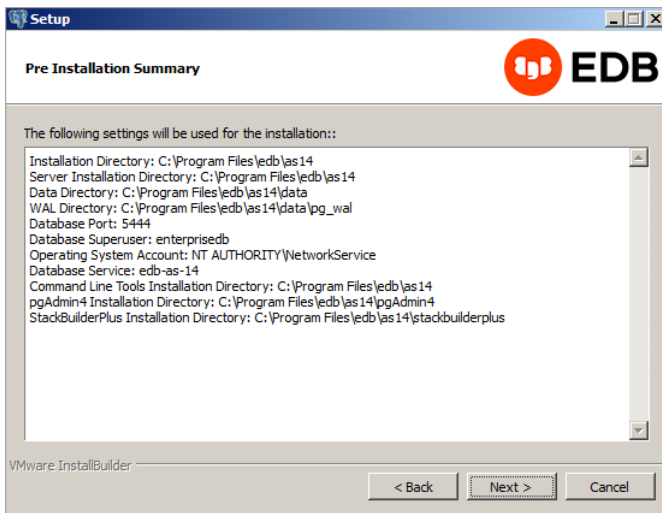 Setup
Pre Installation Summary
EDB
The following settings will be used for the installation::
Installation Directory: C:\Program Files\edb\as14
Server Installation Directory: C:\Program Files\edb\as14
Data Directory: C:\Program Files\edb\as14\data
WAL Directory: C:\Program Files\edb\as14\data\pg_wal
Database Port: 5444
Database Superuser: enterprisedb
Operating System Account: NT AUTHORITY\NetworkService
Database Service: edb-as-14
Command Line Tools Installation Directory: C:\Program Files\edb\as14
pgAdmin4 Installation Directory: C:\Program Files\edb\as14\pgAdmin4
StackBuilderPlus Installation Directory: C:\Program Files\edb\as14\stackbuilderplus
VMware InstallBuilder
< Back
Next >
Cancel